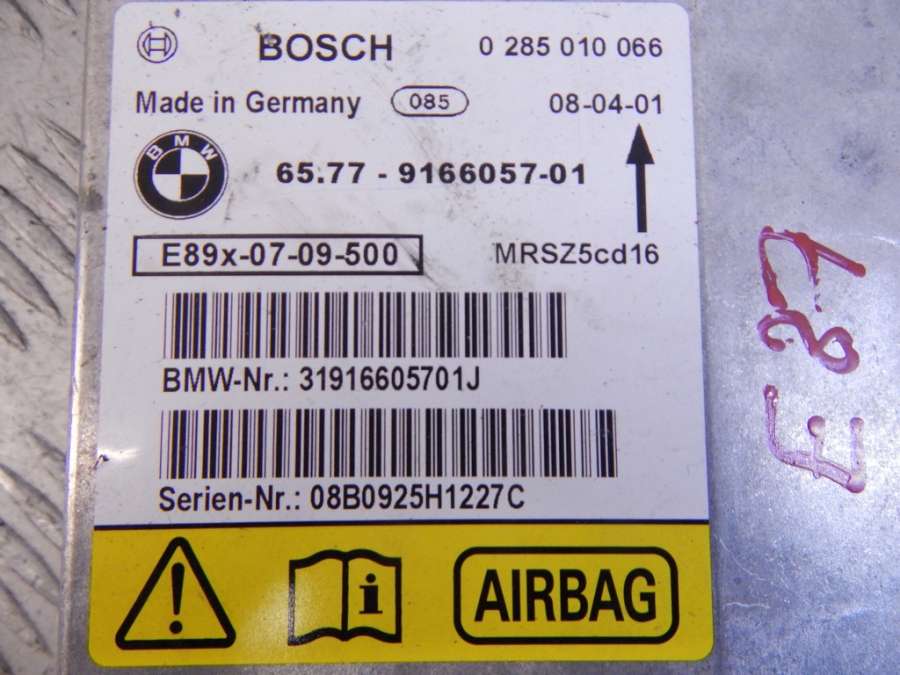 BOSCH 0 285 010 066
Made in Germany 085 08-04-01
BMW 65.77 - 9166057-01
E89x-07-09-500 MRSZ5cd16
BMW-Nr.: 31916605701J
Serien-Nr.: 08B0925H1227C
i AIRBAG
E87